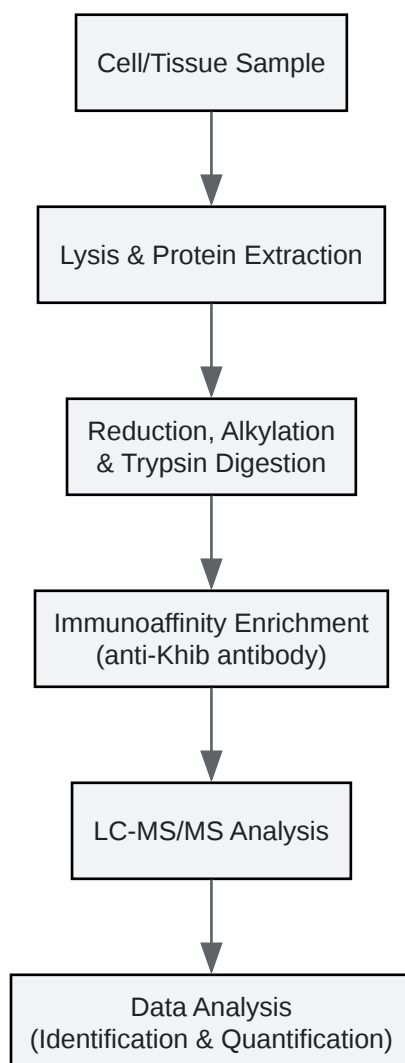 Cell/Tissue Sample
Lysis & Protein Extraction
Reduction, Alkylation
& Trypsin Digestion
Immunoaffinity Enrichment
(anti-Khib antibody)
LC-MS/MS Analysis
Data Analysis
(Identification & Quantification)